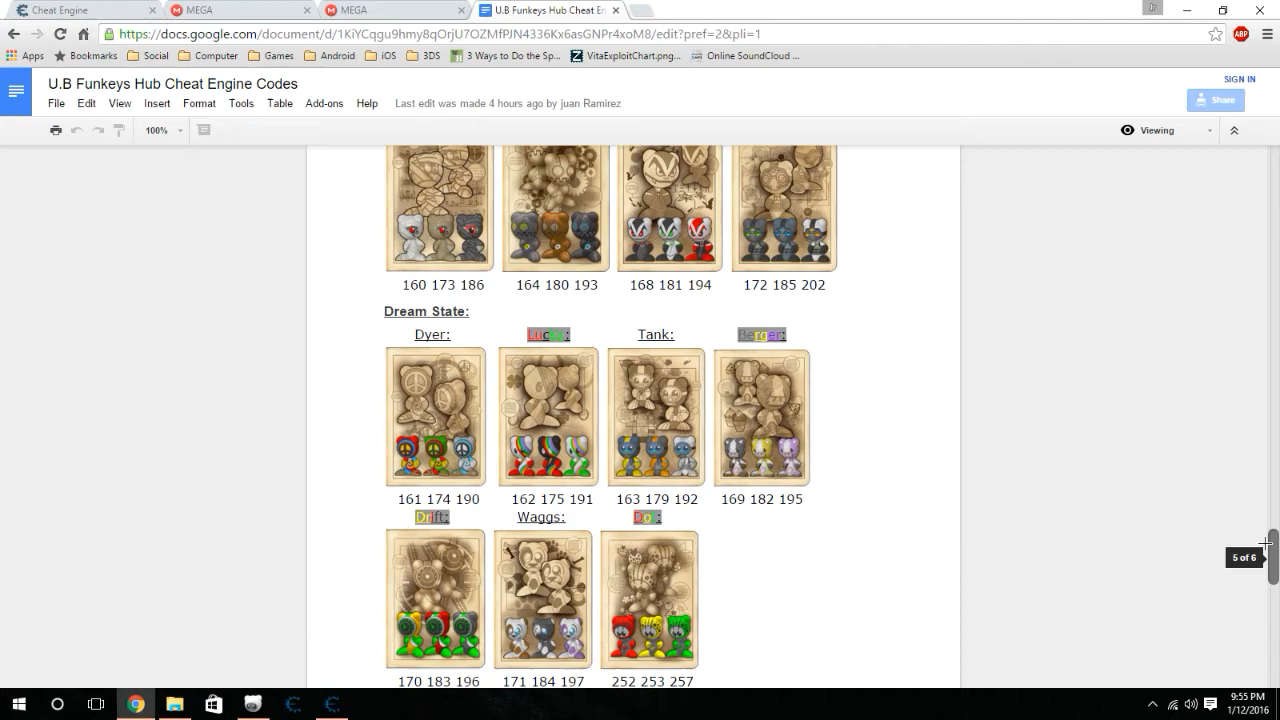 Cheat Engine
MEGA
MEGA
U.B Funkeys Hub Cheat En
https://docs.google.com/document/d/1KiYCqgu9hmy8qOrjU7OZMfPJN4336Kx6asGNPr4xoM8/edit?pref=2&pli=1
ABP
Apps Bookmarks Social Computer Games Android iOS 3DS 3 Ways to Do the Sp... VitaExploitChart.png... Online SoundCloud ...
U.B Funkeys Hub Cheat Engine Codes
SIGN IN
File Edit View Insert Format Tools Table Add-ons Help Last edit was made 4 hours ago by juan Ramirez
Share
100%
Viewing
160 173 186 164 180 193 168 181 194 172 185 202
Dream State:
Dyer: Lucky: Tank: Berger:
161 174 190 162 175 191 163 179 192 169 182 195
Drift: Waggs: Dot:
5 of 6
170 183 196 171 184 197 252 253 257
9:55 PM
1/12/2016